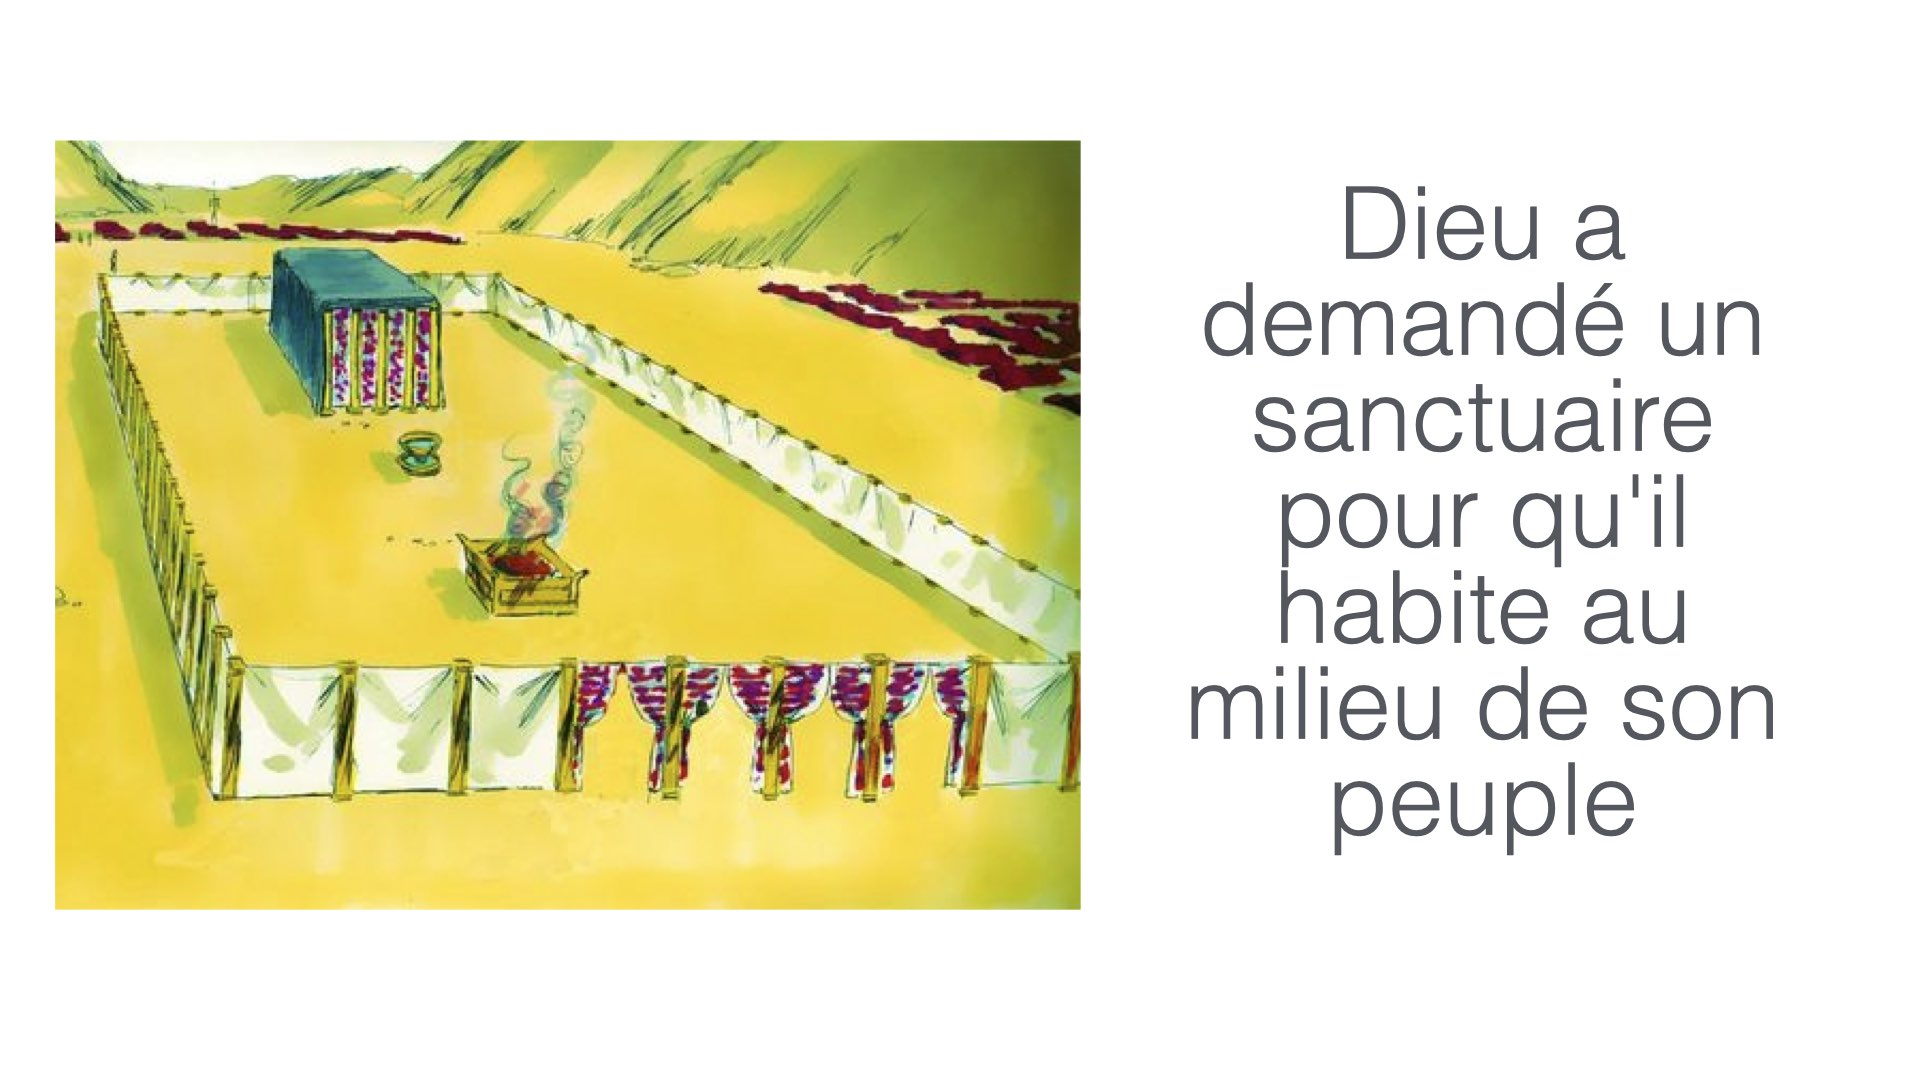 Dieu a
demandé un
sanctuaire
pour qu'il
habite au
milieu de son
peuple